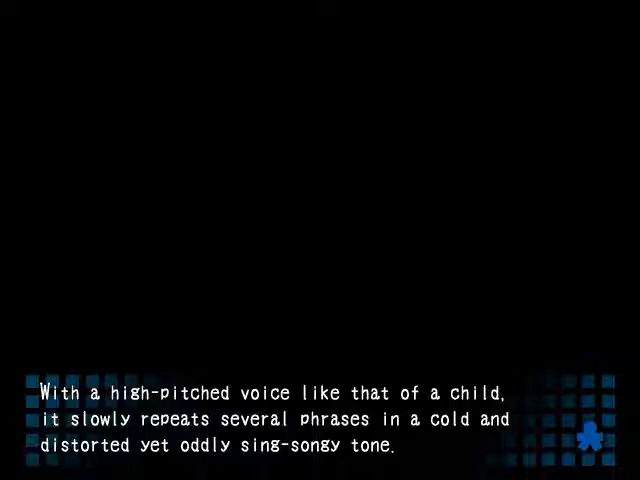 With a high-pitched voice like that of a child,
it slowly repeats several phrases in a cold and
distorted yet oddly sing-songy tone.